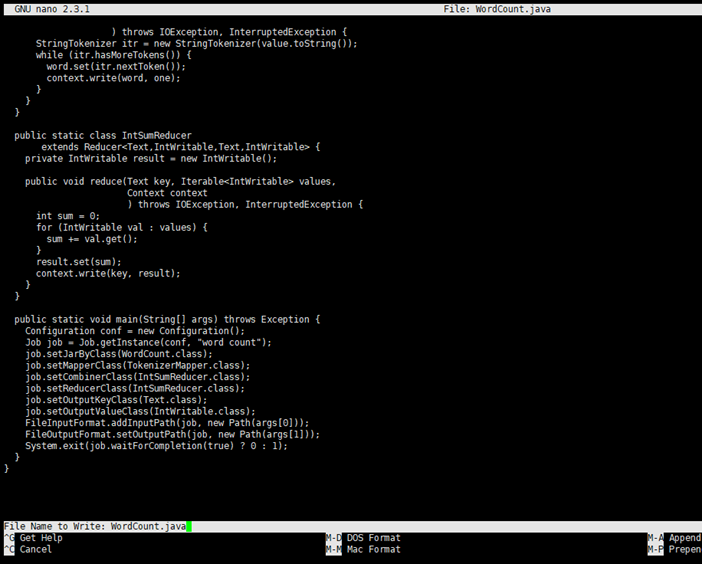 GNU nano 2.3.1 File: WordCount.java
) throws IOException, InterruptedException {
StringTokenizer itr = new StringTokenizer(value.toString());
while (itr.hasMoreTokens()) {
word.set(itr.nextToken());
context.write(word, one);
}
}
}
public static class IntSumReducer
extends Reducer<Text,IntWritable,Text,IntWritable> {
private IntWritable result = new IntWritable();
public void reduce(Text key, Iterable<IntWritable> values,
Context context
) throws IOException, InterruptedException {
int sum = 0;
for (IntWritable val : values) {
sum += val.get();
}
result.set(sum);
context.write(key, result);
}
}
public static void main(String[] args) throws Exception {
Configuration conf = new Configuration();
Job job = Job.getInstance(conf, "word count");
job.setJarByClass(WordCount.class);
job.setMapperClass(TokenizerMapper.class);
job.setCombinerClass(IntSumReducer.class);
job.setReducerClass(IntSumReducer.class);
job.setOutputKeyClass(Text.class);
job.setOutputValueClass(IntWritable.class);
FileInputFormat.addInputPath(job, new Path(args[0]));
FileOutputFormat.setOutputPath(job, new Path(args[1]));
System.exit(job.waitForCompletion(true) ? 0 : 1);
}
}
File Name to Write: WordCount.java
^G Get Help M-D DOS Format M-A Append
^C Cancel M-M Mac Format M-P Prepen